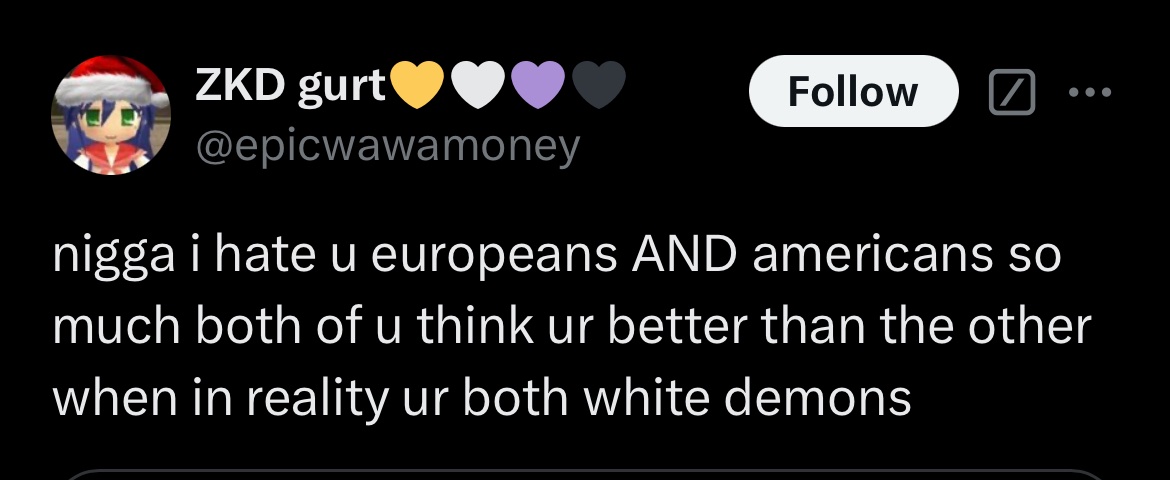 ZKD gurt💛🤍💜🖤
@epicwawamoney
Follow
nigga i hate u europeans AND americans so
much both of u think ur better than the other
when in reality ur both white demons